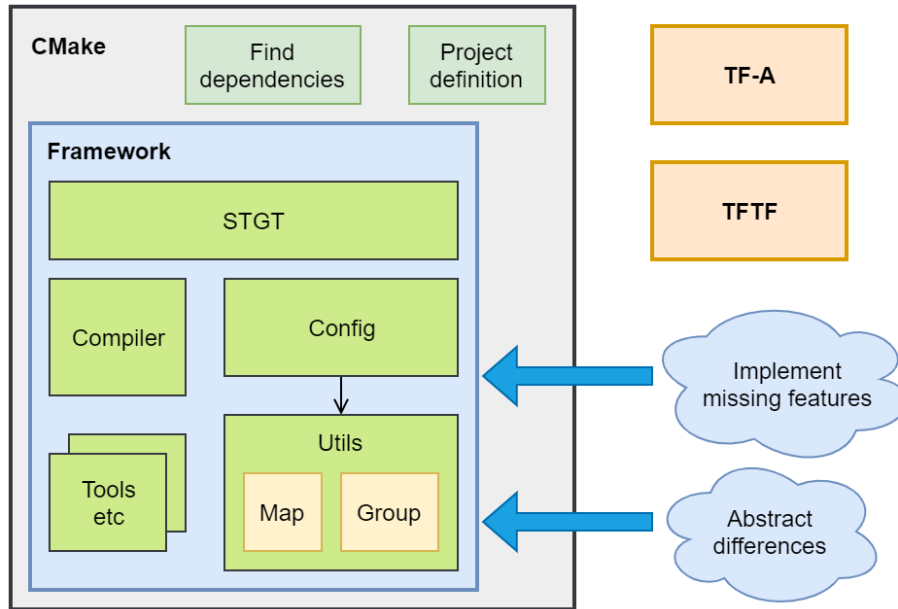 CMake
Find
dependencies
Project
definition
TF-A
Framework
STGT
TFTF
Compiler
Config
Implement
missing features
Utils
Tools
etc
Map
Group
Abstract
differences